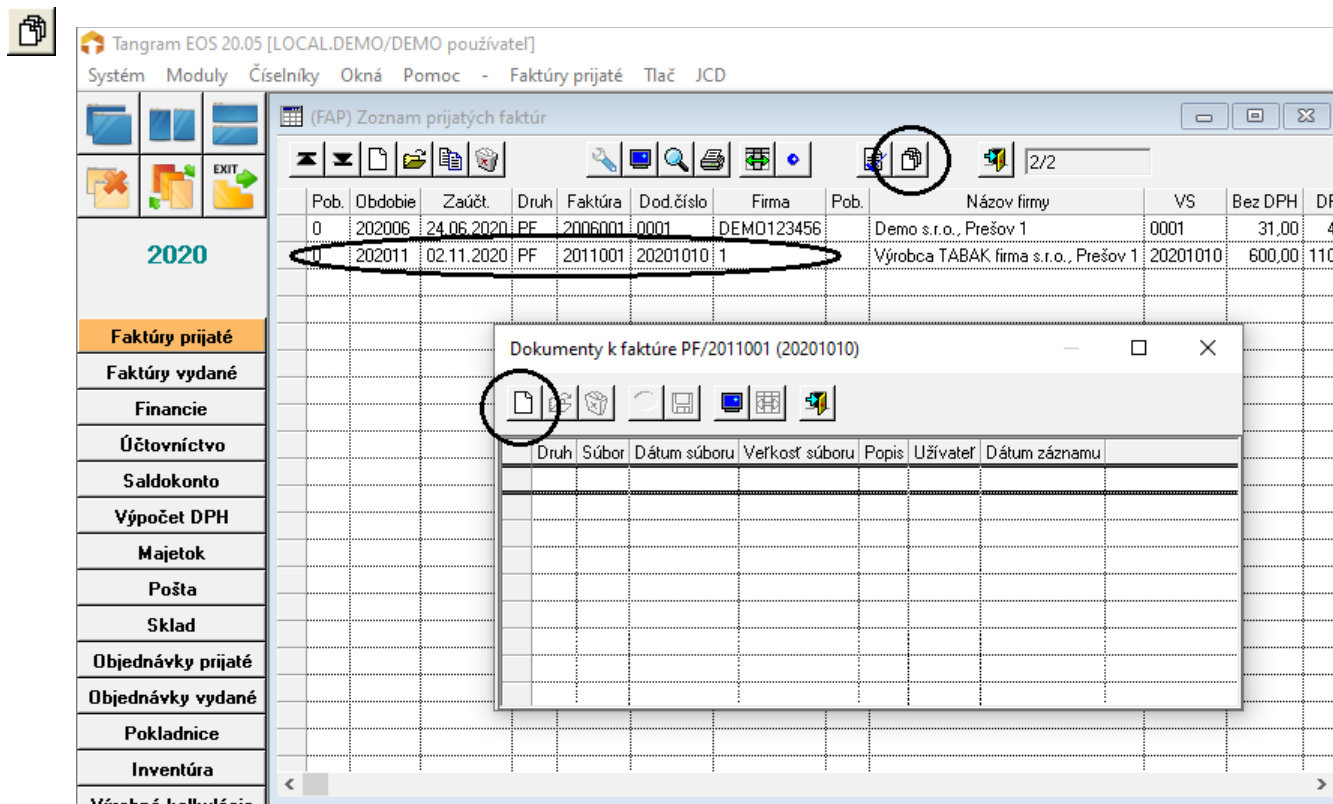 Tangram EOS 20.05 [LOCAL.DEMO/DEMO používateľ]
Systém Moduly Číselníky Okná Pomoc - Faktúry prijaté Tlač JCD
(FAP) Zoznam prijatých faktúr
EXIT
2/2
Pob. Obdobie Zaúčt. Druh Faktúra Dod.číslo Firma Pob. Názov firmy VS Bez DPH
0 202006 24.06.2020 PF 2006001 0001 DEMO123456 Demo s.r.o., Prešov 1 0001 31,00 4
0 202011 02.11.2020 PF 2011001 20201010 1 Výrobca TABAK firma s.r.o., Prešov 1 20201010 600,00 110
2020
Faktúry prijaté
Faktúry vydané
Financie
Účtovníctvo
Saldokonto
Výpočet DPH
Majetok
Pošta
Sklad
Objednávky prijaté
Objednávky vydané
Pokladnice
Inventúra
Dokumenty k faktúre PF/2011001 (20201010)
Druh Súbor Dátum súboru Veľkosť súboru Popis Užívateľ Dátum záznamu